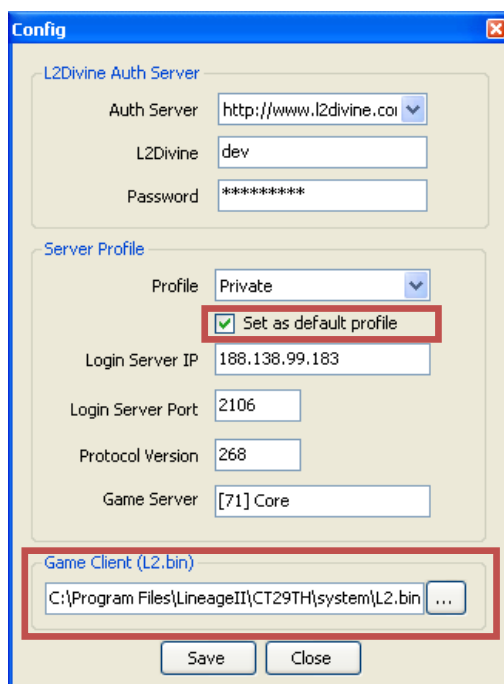 Config
L2Divine Auth Server
Auth Server http://www.l2divine.co
L2Divine dev
Password *********
Server Profile
Profile Private
Set as default profile
Login Server IP 188.138.99.183
Login Server Port 2106
Protocol Version 268
Game Server [71] Core
Game Client (L2.bin)
C:\Program Files\LineageII\CT29TH\system\L2.bin ...
Save Close